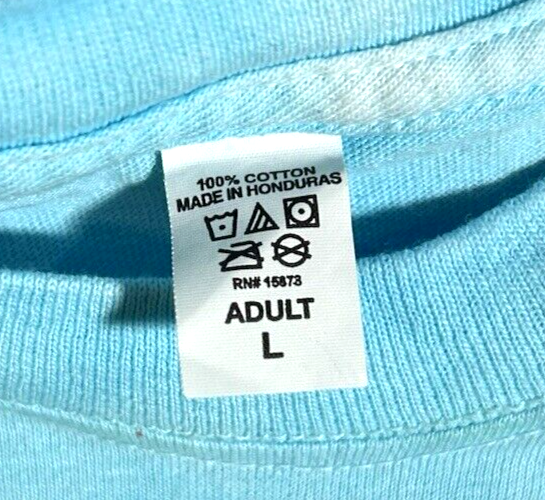 100% COTTON
MADE IN HONDURAS
RN# 15873
ADULT
L